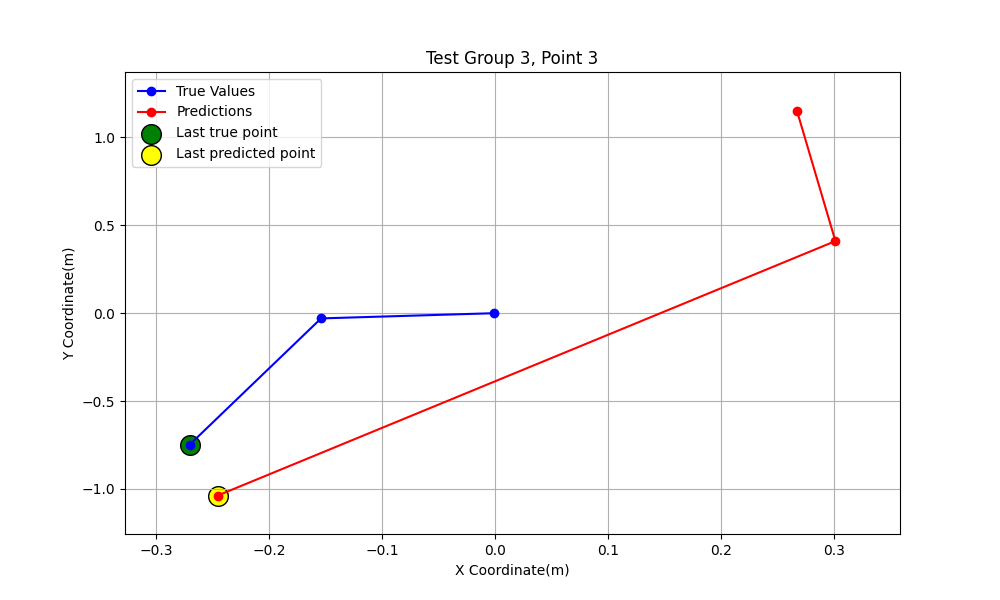 Test Group 3, Point 3
True Values
Predictions
Last true point
Last predicted point
1.0
0.5
0.0
−0.5
−1.0
Y Coordinate(m)
−0.3
−0.2
−0.1
0.0
0.1
0.2
0.3
X Coordinate(m)